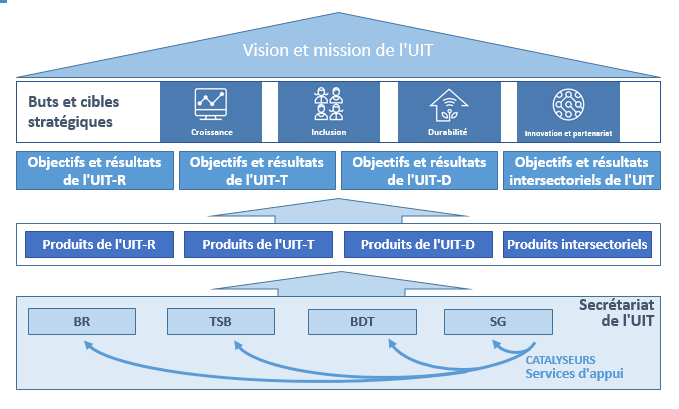 Vision et mission de l'UIT
Buts et cibles
stratégiques
Croissance
Inclusion
Durabilité
Innovation et partenariat
Objectifs et résultats
de l'UIT-R
Objectifs et résultats
de l'UIT-T
Objectifs et résultats
de l'UIT-D
Objectifs et résultats
intersectoriels de l'UIT
Produits de l'UIT-R
Produits de l'UIT-T
Produits de l'UIT-D
Produits intersectoriels
Secrétariat
de l'UIT
BR
TSB
BDT
SG
CATALYSEURS
Services d'appui